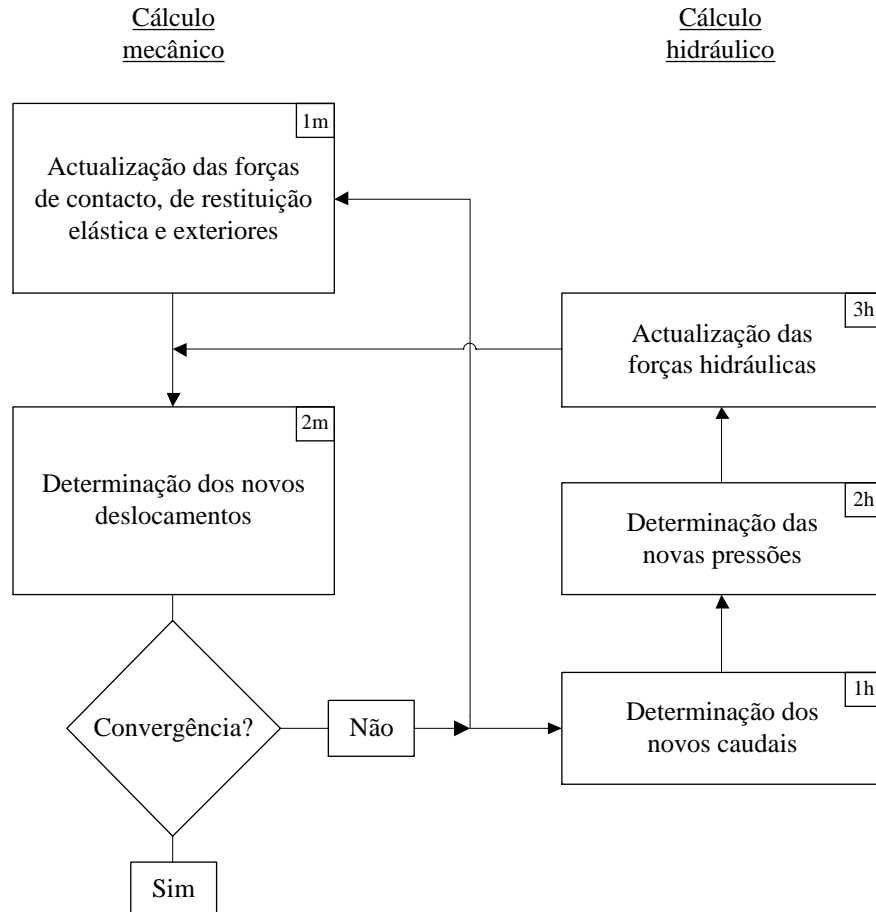 Cálculo
mecânico
Cálculo
hidráulico
1m
Actualização das forças
de contacto, de restituição
elástica e exteriores
3h
Actualização das
forças hidráulicas
2m
Determinação dos novos
deslocamentos
2h
Determinação das
novas pressões
1h
Determinação dos
novos caudais
Convergência?
Não
Sim